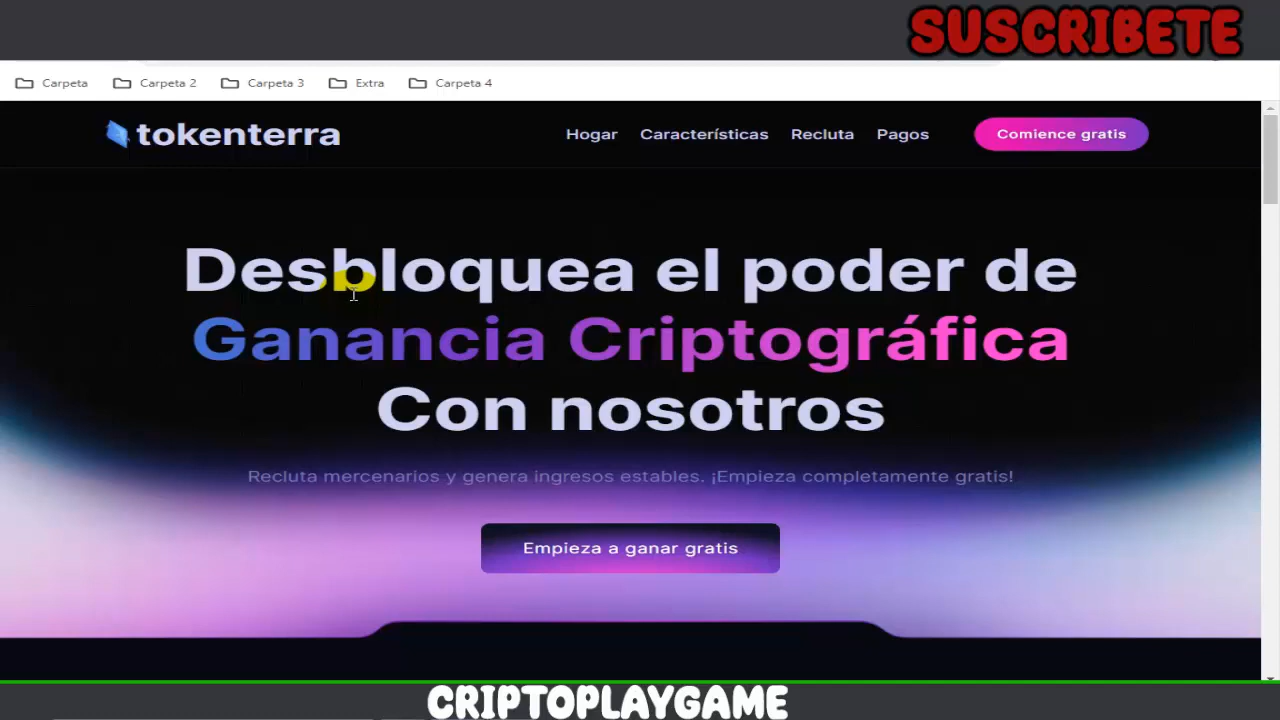 SUSCRIBETE
Carpeta Carpeta 2 Carpeta 3 Extra Carpeta 4
tokenterra Hogar Características Recluta Pagos Comience gratis
Desbloquea el poder de
Ganancia Criptográfica
Con nosotros
Recluta mercenarios y genera ingresos estables. ¡Empieza completamente gratis!
Empieza a ganar gratis
CRIPTOPLAYGAME